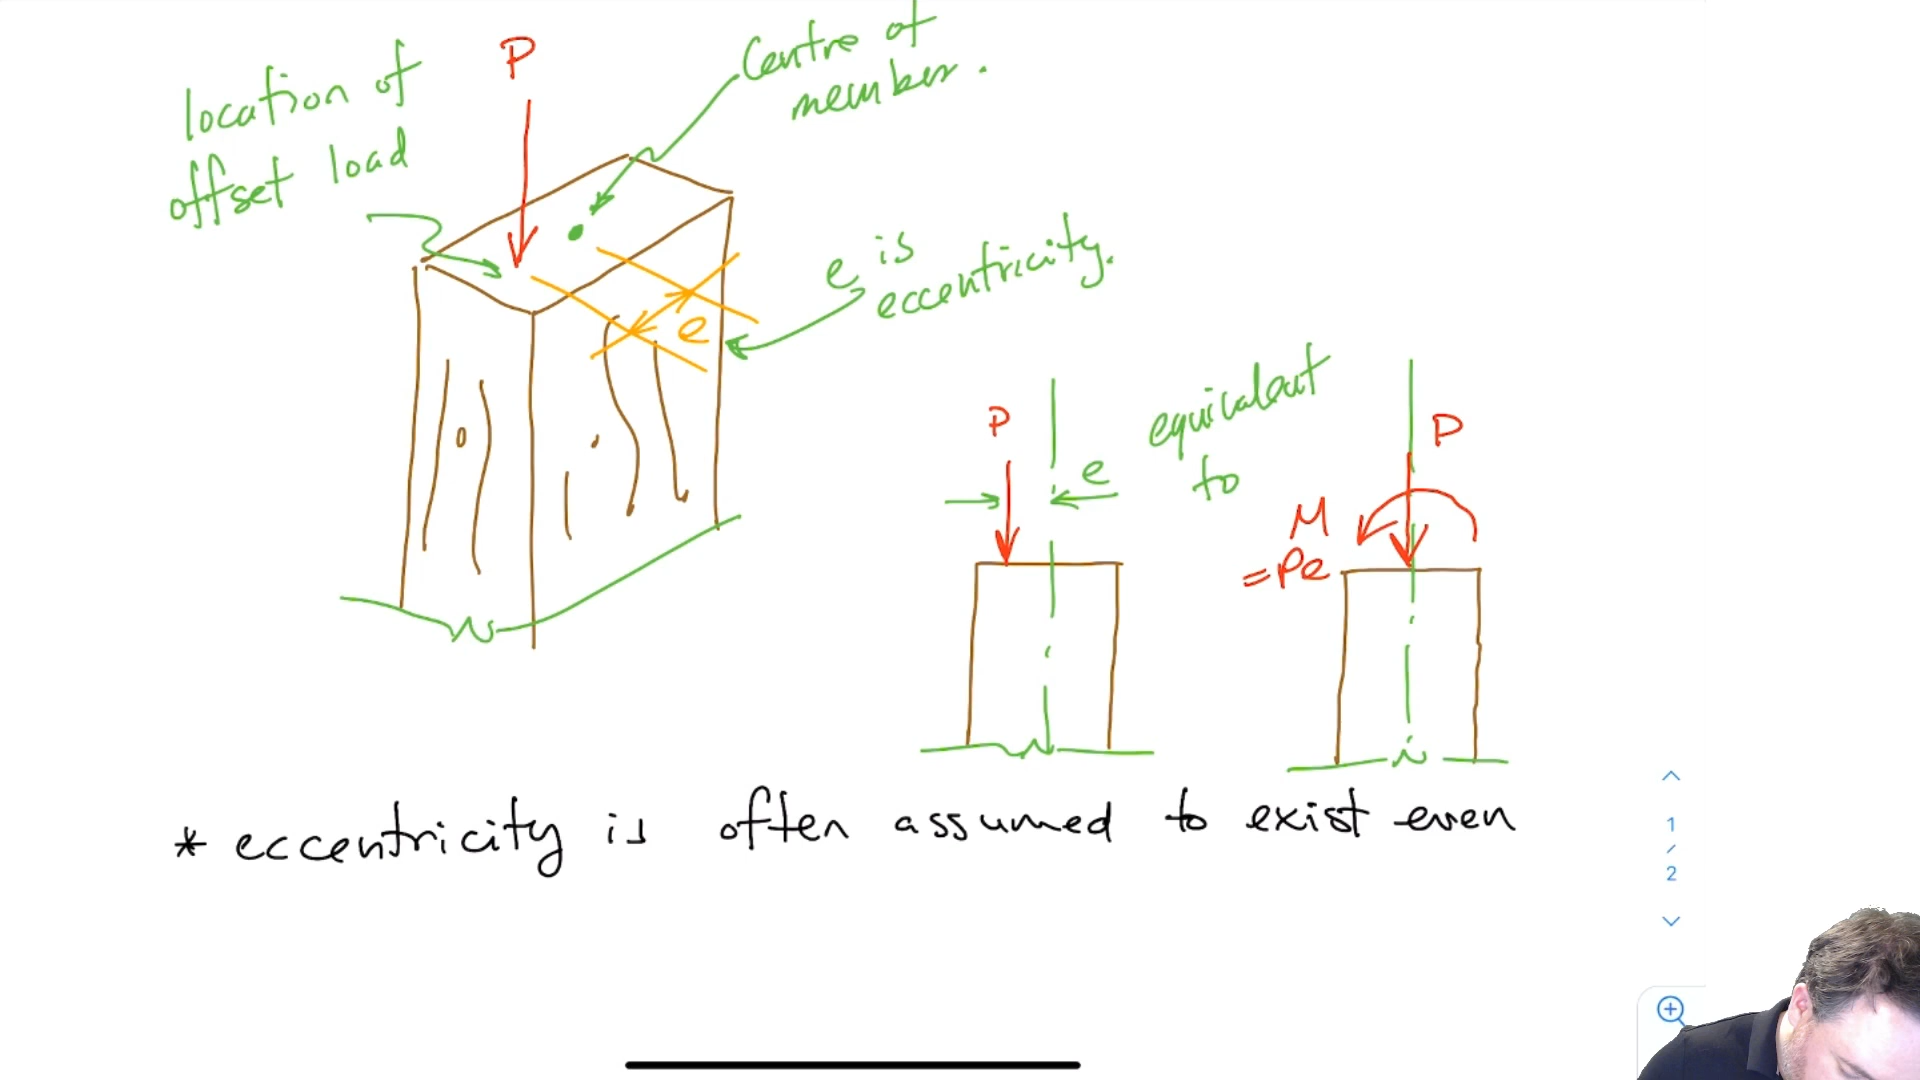 location of
offset load
P
Centre of
member.
e
e is
eccentricity.
P
e
equivalent
to
P
M
=Pe
* eccentricity is often assumed to exist even
1
/
2